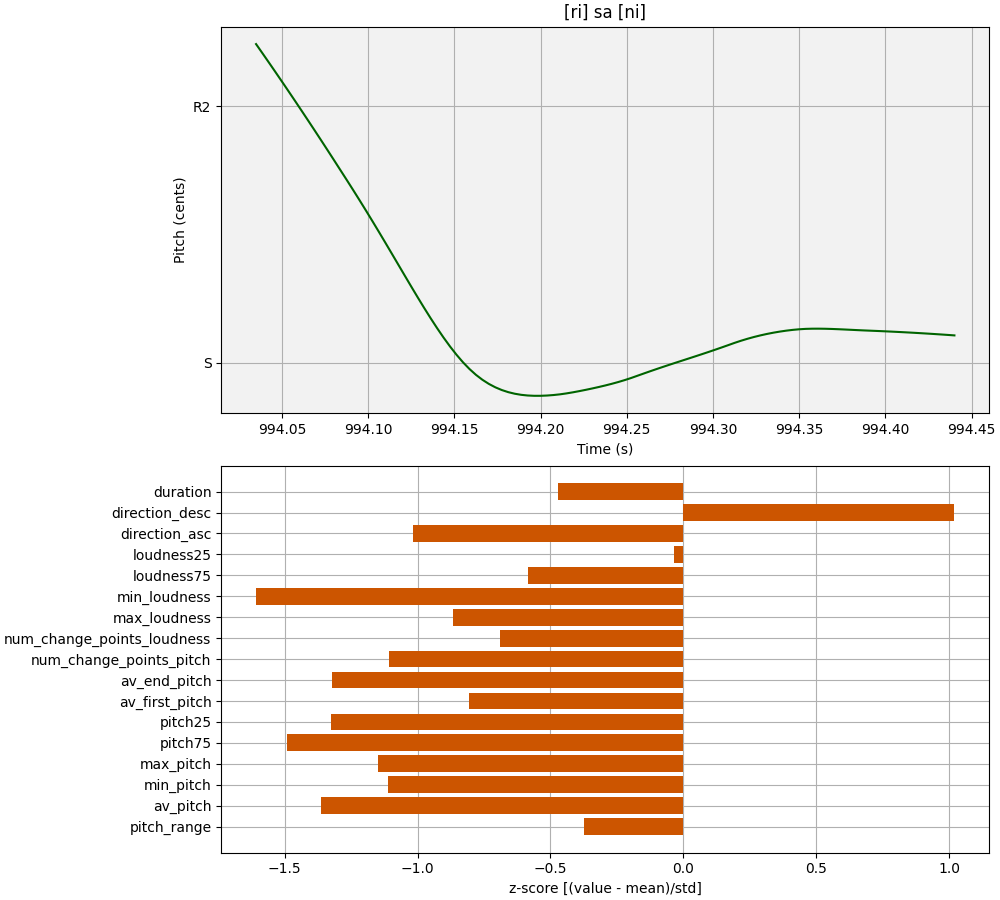 [ri] sa [ni]
R2
S
Pitch (cents)
994.05 994.10 994.15 994.20 994.25 994.30 994.35 994.40 994.45
Time (s)
duration
direction_desc
direction_asc
loudness25
loudness75
min_loudness
max_loudness
num_change_points_loudness
num_change_points_pitch
av_end_pitch
av_first_pitch
pitch25
pitch75
max_pitch
min_pitch
av_pitch
pitch_range
−1.5 −1.0 −0.5 0.0 0.5 1.0
z-score [(value - mean)/std]